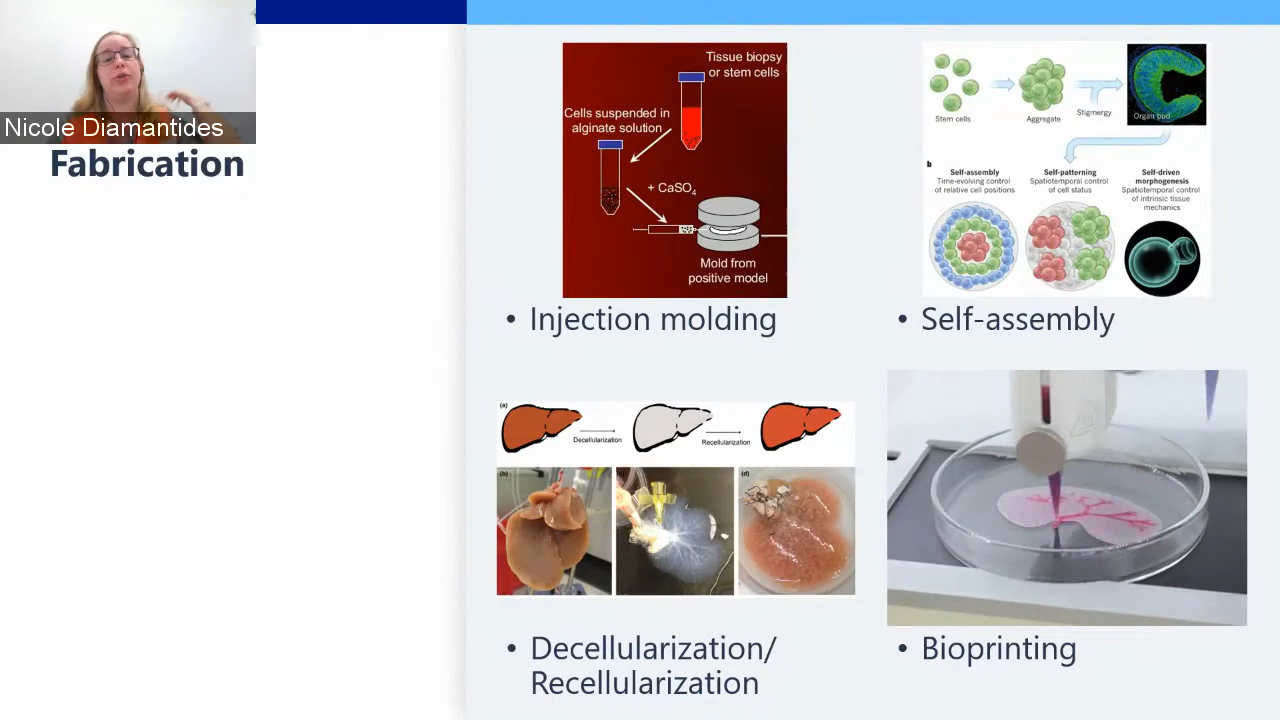 Nicole Diamantides
Fabrication
Tissue biopsy
or stem cells
Cells suspended in
alginate solution
+ CaSO4
Mold from
positive model
• Injection molding
Stem cells
Aggregate
Stigmergy
Organ bud
b
Self-assembly
Time-evolving control
of relative cell positions
Self-patterning
Spatiotemporal control
of cell status
Self-driven
morphogenesis
Spatiotemporal control
of intrinsic tissue
mechanics
• Self-assembly
(a)
Decellularization
Recellularization
(b)
(d)
• Decellularization/
Recellularization
• Bioprinting